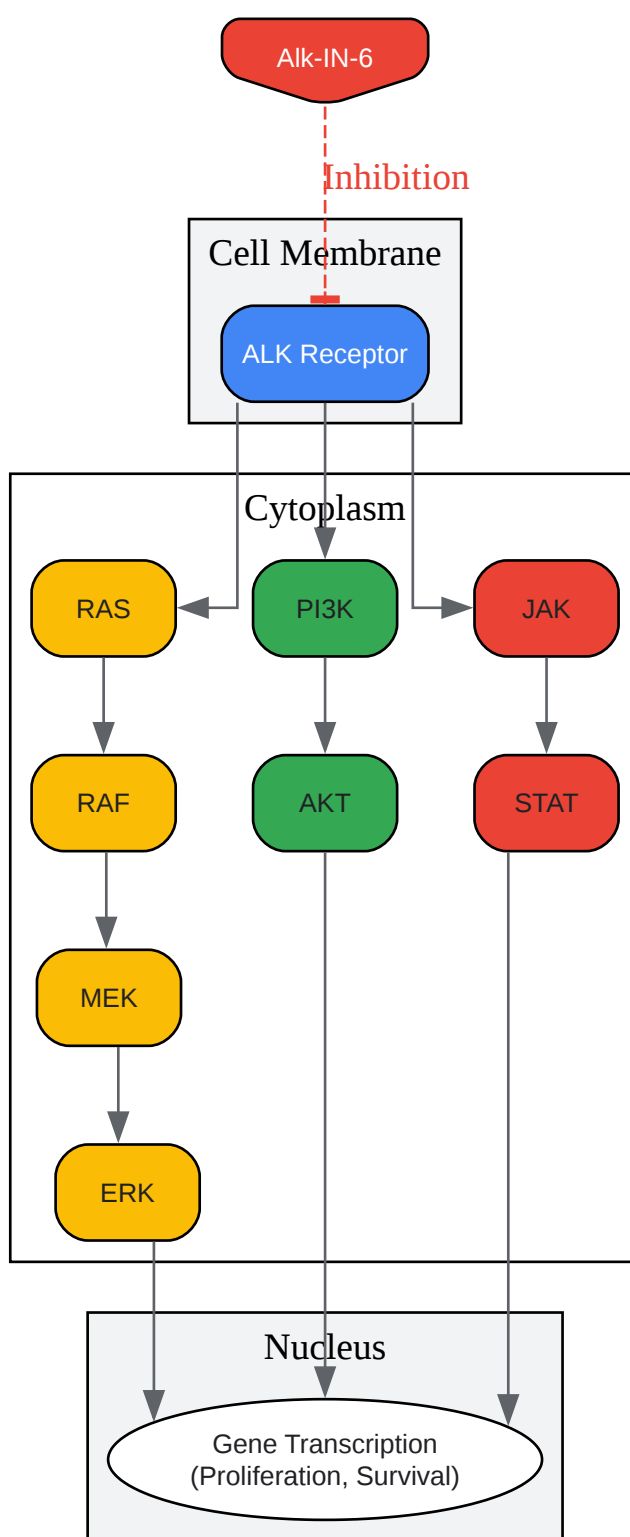 Alk-IN-6
Inhibition
Cell Membrane
ALK Receptor
Cytoplasm
RAS
PI3K
JAK
RAF
AKT
STAT
MEK
ERK
Nucleus
Gene Transcription
(Proliferation, Survival)